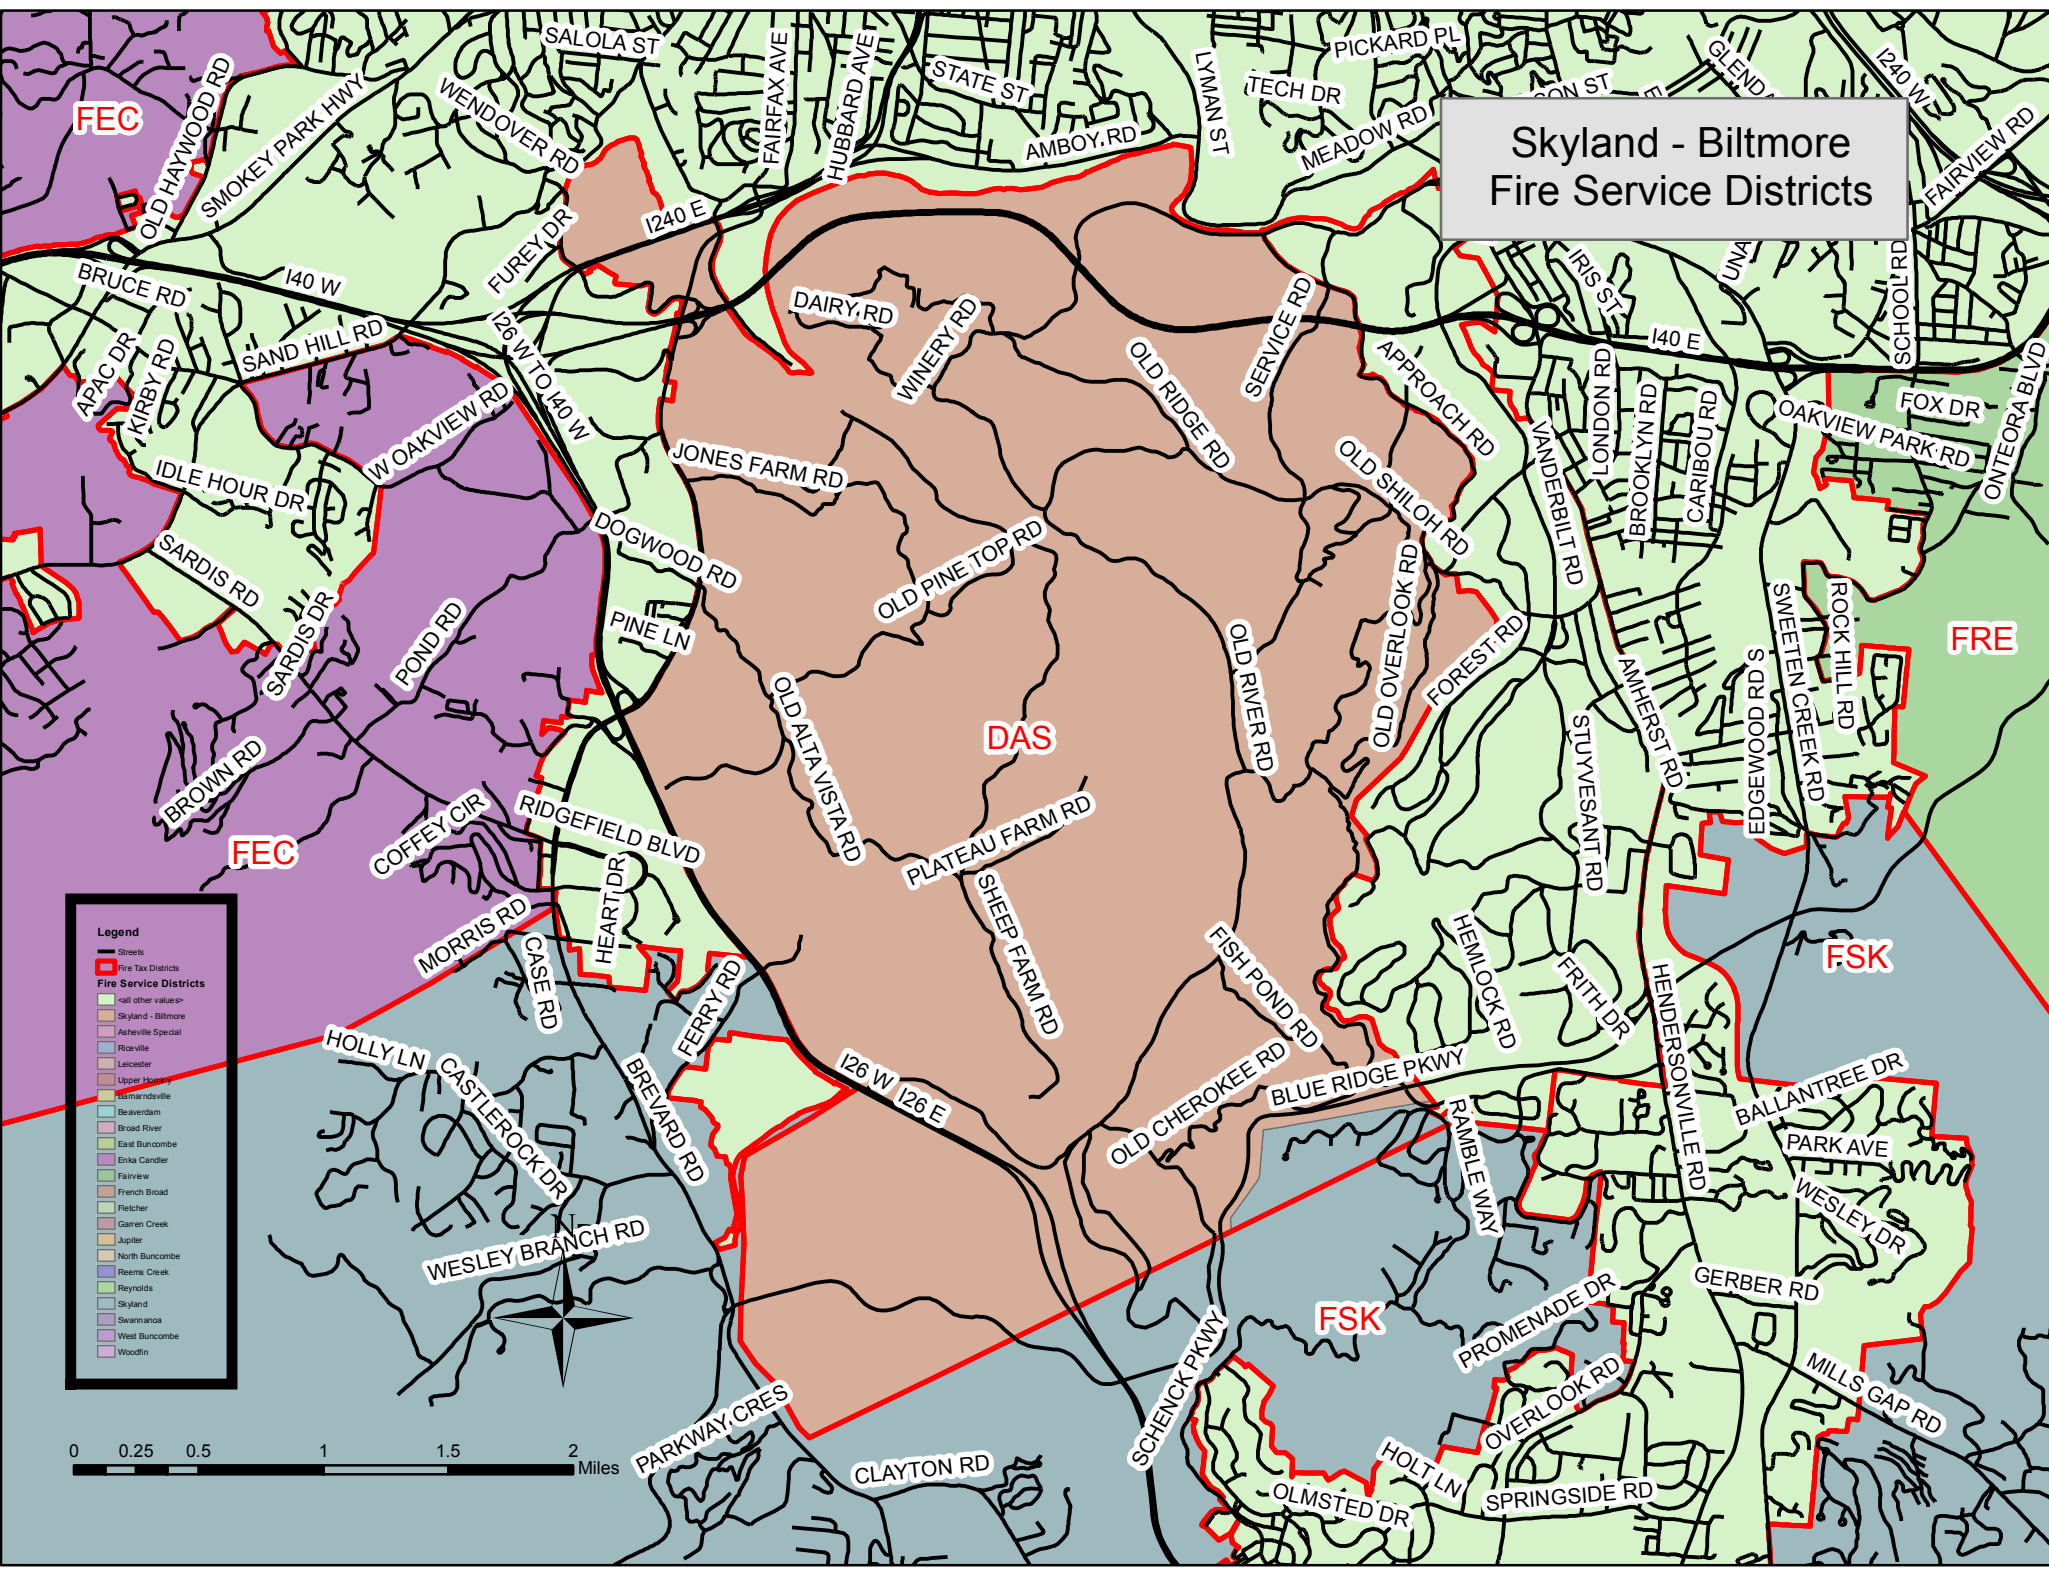 SALOLA ST
FAIRFAX AVE
HUBBARD AVE
STATE ST
LYMAN ST
PICKARD PL
TECH DR
I240 W
FEC
OLD HAYWOOD RD
SMOKEY PARK HWY
WENDOVER RD
AMBOY RD
MEADOW RD
Skyland - Biltmore
Fire Service Districts
FAIRVIEW RD
FUREY DR
I240 E
BRUCE RD
I40 W
DAIRY RD
WINERY RD
SERVICE RD
IRIS ST
SCHOOL RD
I40 E
SAND HILL RD
I26 W TO I40 W
APAC DR
KIRBY RD
OLD RIDGE RD
APPROACH RD
LONDON RD
BROOKLYN RD
CARIBOU RD
FOX DR
OAKVIEW PARK RD
ONTEORA BLVD
W OAKVIEW RD
IDLE HOUR DR
JONES FARM RD
OLD SHILOH RD
VANDERBILT RD
SARDIS RD
DOGWOOD RD
OLD PINE TOP RD
OLD OVERLOOK RD
SARDIS DR
POND RD
PINE LN
OLD RIVER RD
FOREST RD
AMHERST RD
EDGEWOOD RD S
SWEETEN CREEK RD
ROCK HILL RD
FRE
DAS
OLD ALTA VISTA RD
STUYVESANT RD
BROWN RD
COFFEY CIR
RIDGEFIELD BLVD
FEC
PLATEAU FARM RD
HEART DR
SHEEP FARM RD
MORRIS RD
CASE RD
FERRY RD
FISH POND RD
HEMLOCK RD
FRITH DR
HENDERSONVILLE RD
FSK
Legend
Streets
Fire Tax Districts
Fire Service Districts
<all other values>
Skyland - Biltmore
Asheville Special
Riceville
Leicester
Upper Hominy
Barnarndsville
Beaverdam
Broad River
East Buncombe
Enka Candler
Fairview
French Broad
Fletcher
Garren Creek
Jupiter
North Buncombe
Reems Creek
Reynolds
Skyland
Swannanoa
West Buncombe
Woodfin
HOLLY LN
CASTLEROCK DR
BREVARD RD
I26 W
I26 E
OLD CHEROKEE RD
BLUE RIDGE PKWY
RAMBLE WAY
BALLANTREE DR
PARK AVE
WESLEY DR
WESLEY BRANCH RD
N
GERBER RD
FSK
PROMENADE DR
SCHENCK PKWY
OVERLOOK RD
MILLS GAP RD
PARKWAY CRES
CLAYTON RD
HOLT LN
OLMSTED DR
SPRINGSIDE RD
0 0.25 0.5 1 1.5 2
Miles